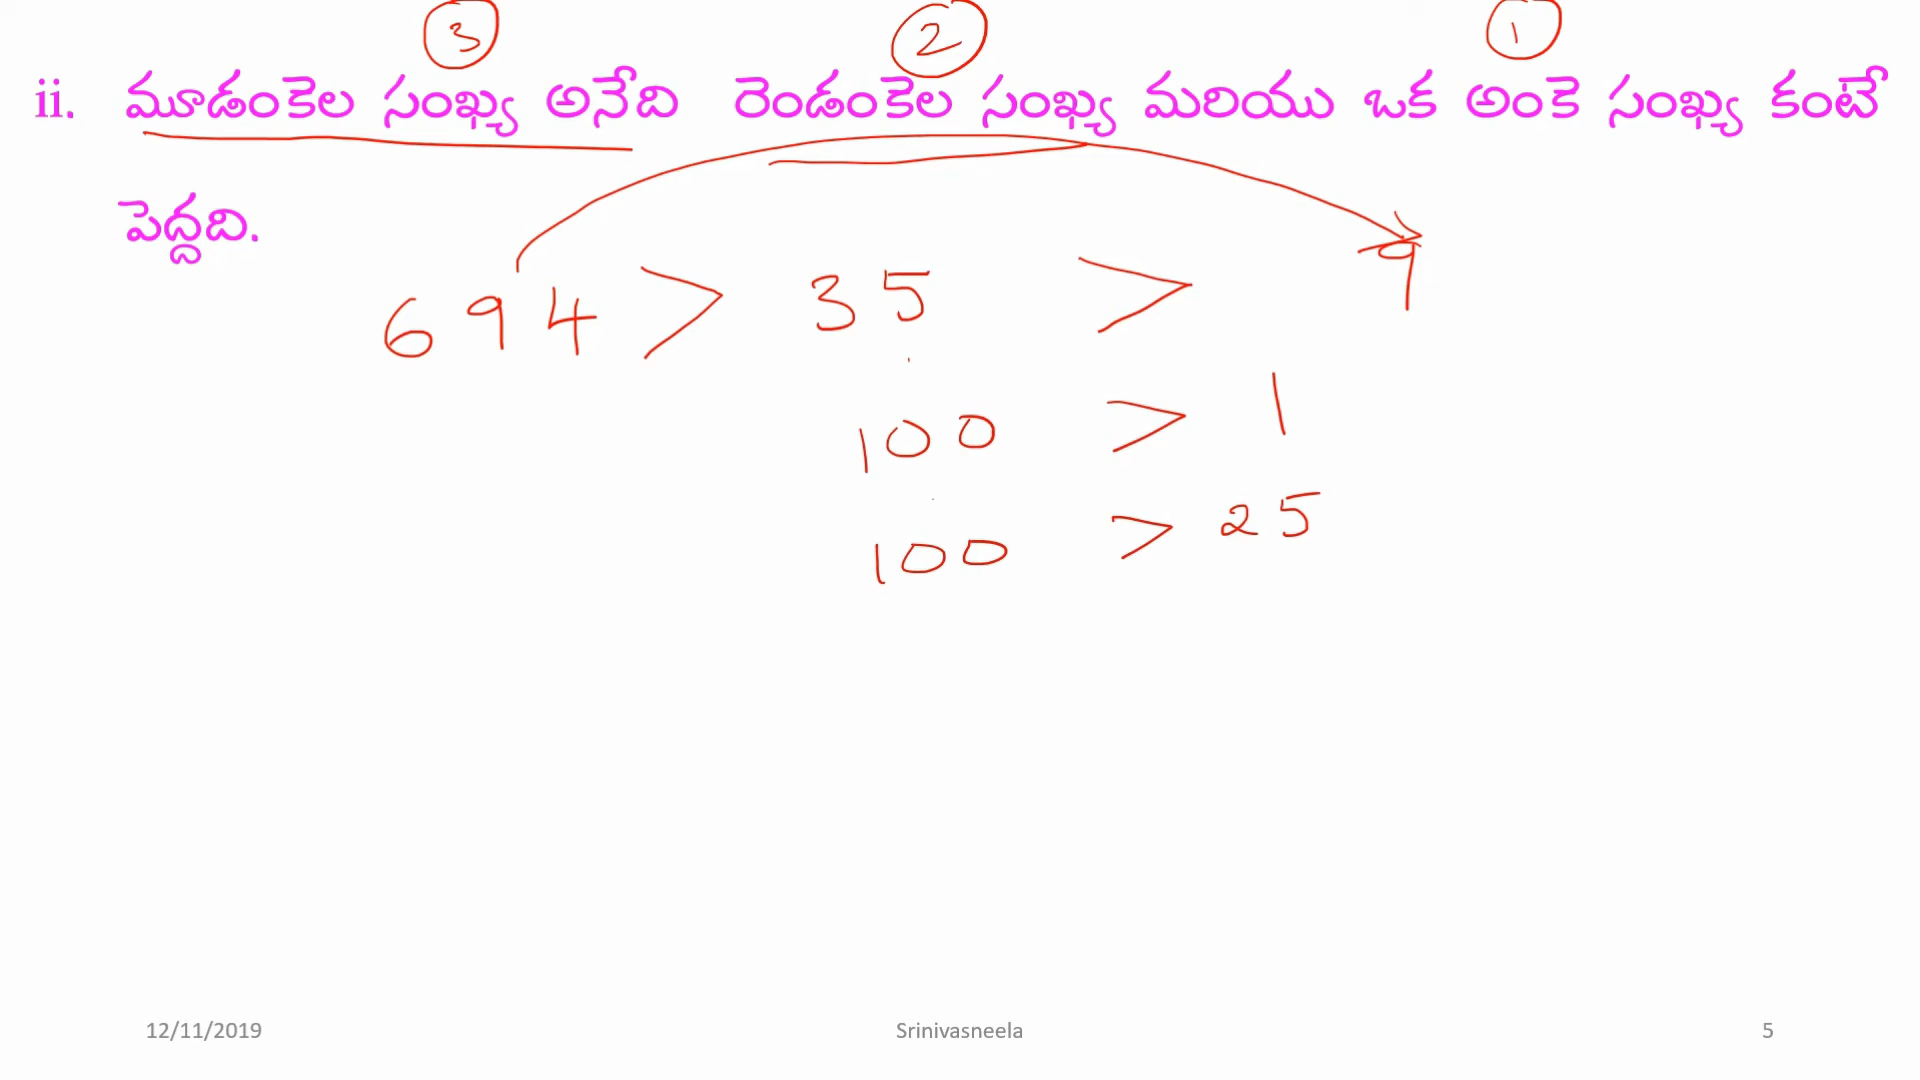 3 2 1
ii. మూడంకెల సంఖ్య అనేది రెండంకెల సంఖ్య మరియు ఒక అంకె సంఖ్య కంటే
పెద్దది.
694 > 35 > 9
100 > 1
100 > 25
12/11/2019 Srinivasneela 5